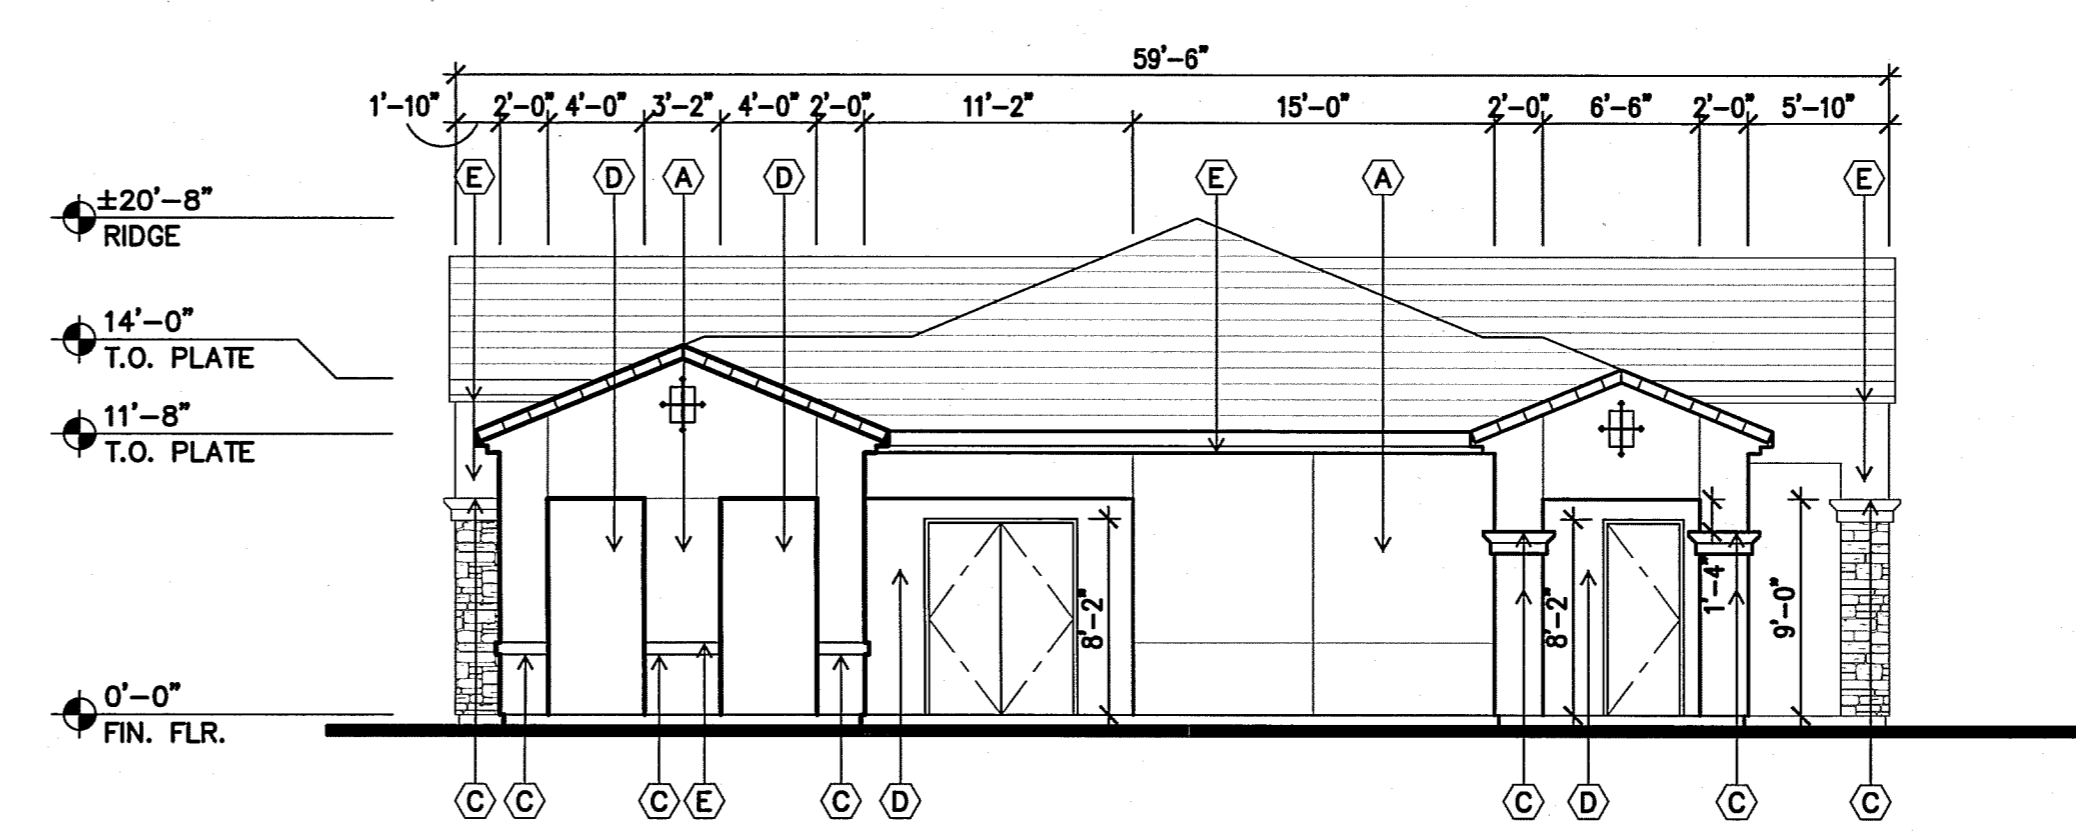 59'-6"
1'-10" 2'-0" 4'-0" 3'-2" 4'-0" 2'-0" 11'-2" 15'-0" 2'-0" 6'-6" 2'-0" 5'-10"
E D A D E A E
±20'-8"
RIDGE
14'-0"
T.O. PLATE
11'-8"
T.O. PLATE
8'-2"
8'-2"
1'-4"
9'-0"
0'-0"
FIN. FLR.
C C C E C D C D C C